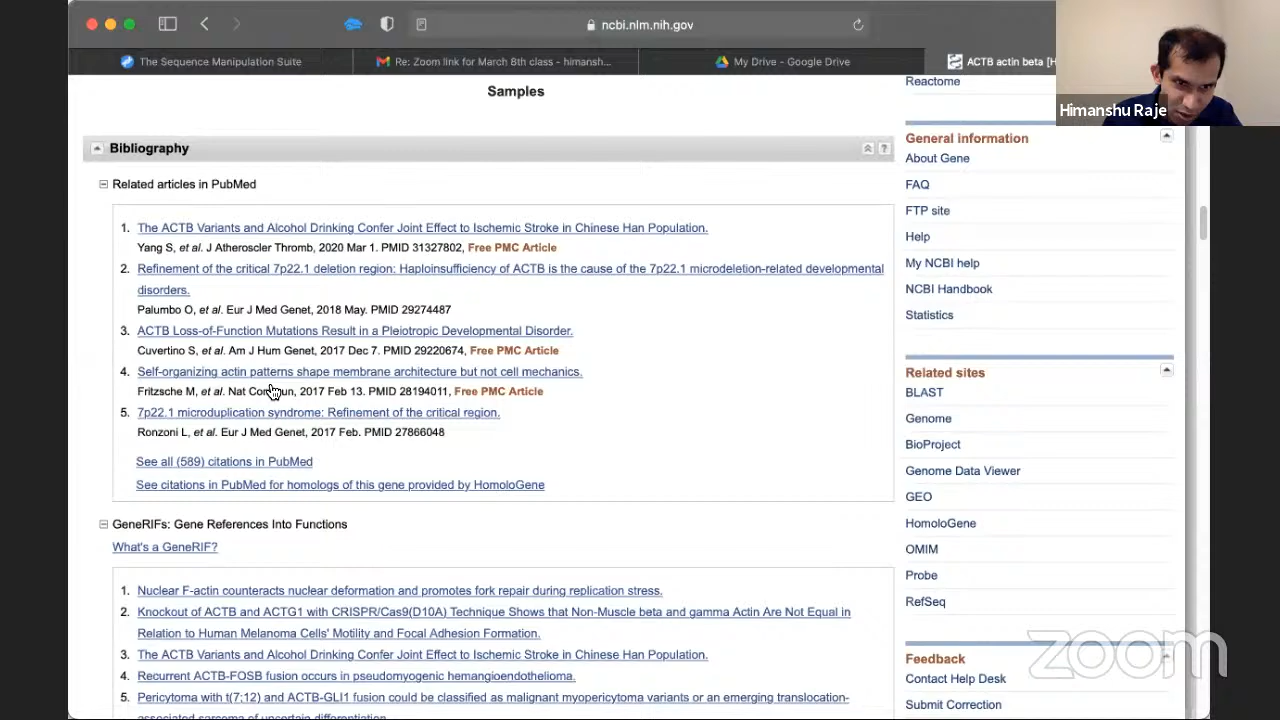 ncbi.nlm.nih.gov
The Sequence Manipulation Suite
Re: Zoom link for March 8th class - himansh...
My Drive - Google Drive
ACTB actin beta [H
Himanshu Raje
Samples
Bibliography
?
Related articles in PubMed
1. The ACTB Variants and Alcohol Drinking Confer Joint Effect to Ischemic Stroke in Chinese Han Population.
Yang S, et al. J Atheroscler Thromb, 2020 Mar 1. PMID 31327802, Free PMC Article
2. Refinement of the critical 7p22.1 deletion region: Haploinsufficiency of ACTB is the cause of the 7p22.1 microdeletion-related developmental
disorders.
Palumbo O, et al. Eur J Med Genet, 2018 May. PMID 29274487
3. ACTB Loss-of-Function Mutations Result in a Pleiotropic Developmental Disorder.
Cuvertino S, et al. Am J Hum Genet, 2017 Dec 7. PMID 29220674, Free PMC Article
4. Self-organizing actin patterns shape membrane architecture but not cell mechanics.
Fritzsche M, et al. Nat Commun, 2017 Feb 13. PMID 28194011, Free PMC Article
5. 7p22.1 microduplication syndrome: Refinement of the critical region.
Ronzoni L, et al. Eur J Med Genet, 2017 Feb. PMID 27866048
See all (589) citations in PubMed
See citations in PubMed for homologs of this gene provided by HomoloGene
GeneRIFs: Gene References Into Functions
What's a GeneRIF?
1. Nuclear F-actin counteracts nuclear deformation and promotes fork repair during replication stress.
2. Knockout of ACTB and ACTG1 with CRISPR/Cas9(D10A) Technique Shows that Non-Muscle beta and gamma Actin Are Not Equal in
Relation to Human Melanoma Cells' Motility and Focal Adhesion Formation.
3. The ACTB Variants and Alcohol Drinking Confer Joint Effect to Ischemic Stroke in Chinese Han Population.
4. Recurrent ACTB-FOSB fusion occurs in pseudomyogenic hemangioendothelioma.
5. Pericytoma with t(7;12) and ACTB-GLI1 fusion could be classified as malignant myopericytoma variants or an emerging translocation-
associated sarcoma of uncertain differentiation.
Reactome
General information
About Gene
FAQ
FTP site
Help
My NCBI help
NCBI Handbook
Statistics
Related sites
BLAST
Genome
BioProject
Genome Data Viewer
GEO
HomoloGene
OMIM
Probe
RefSeq
Feedback
Contact Help Desk
Submit Correction
zoom